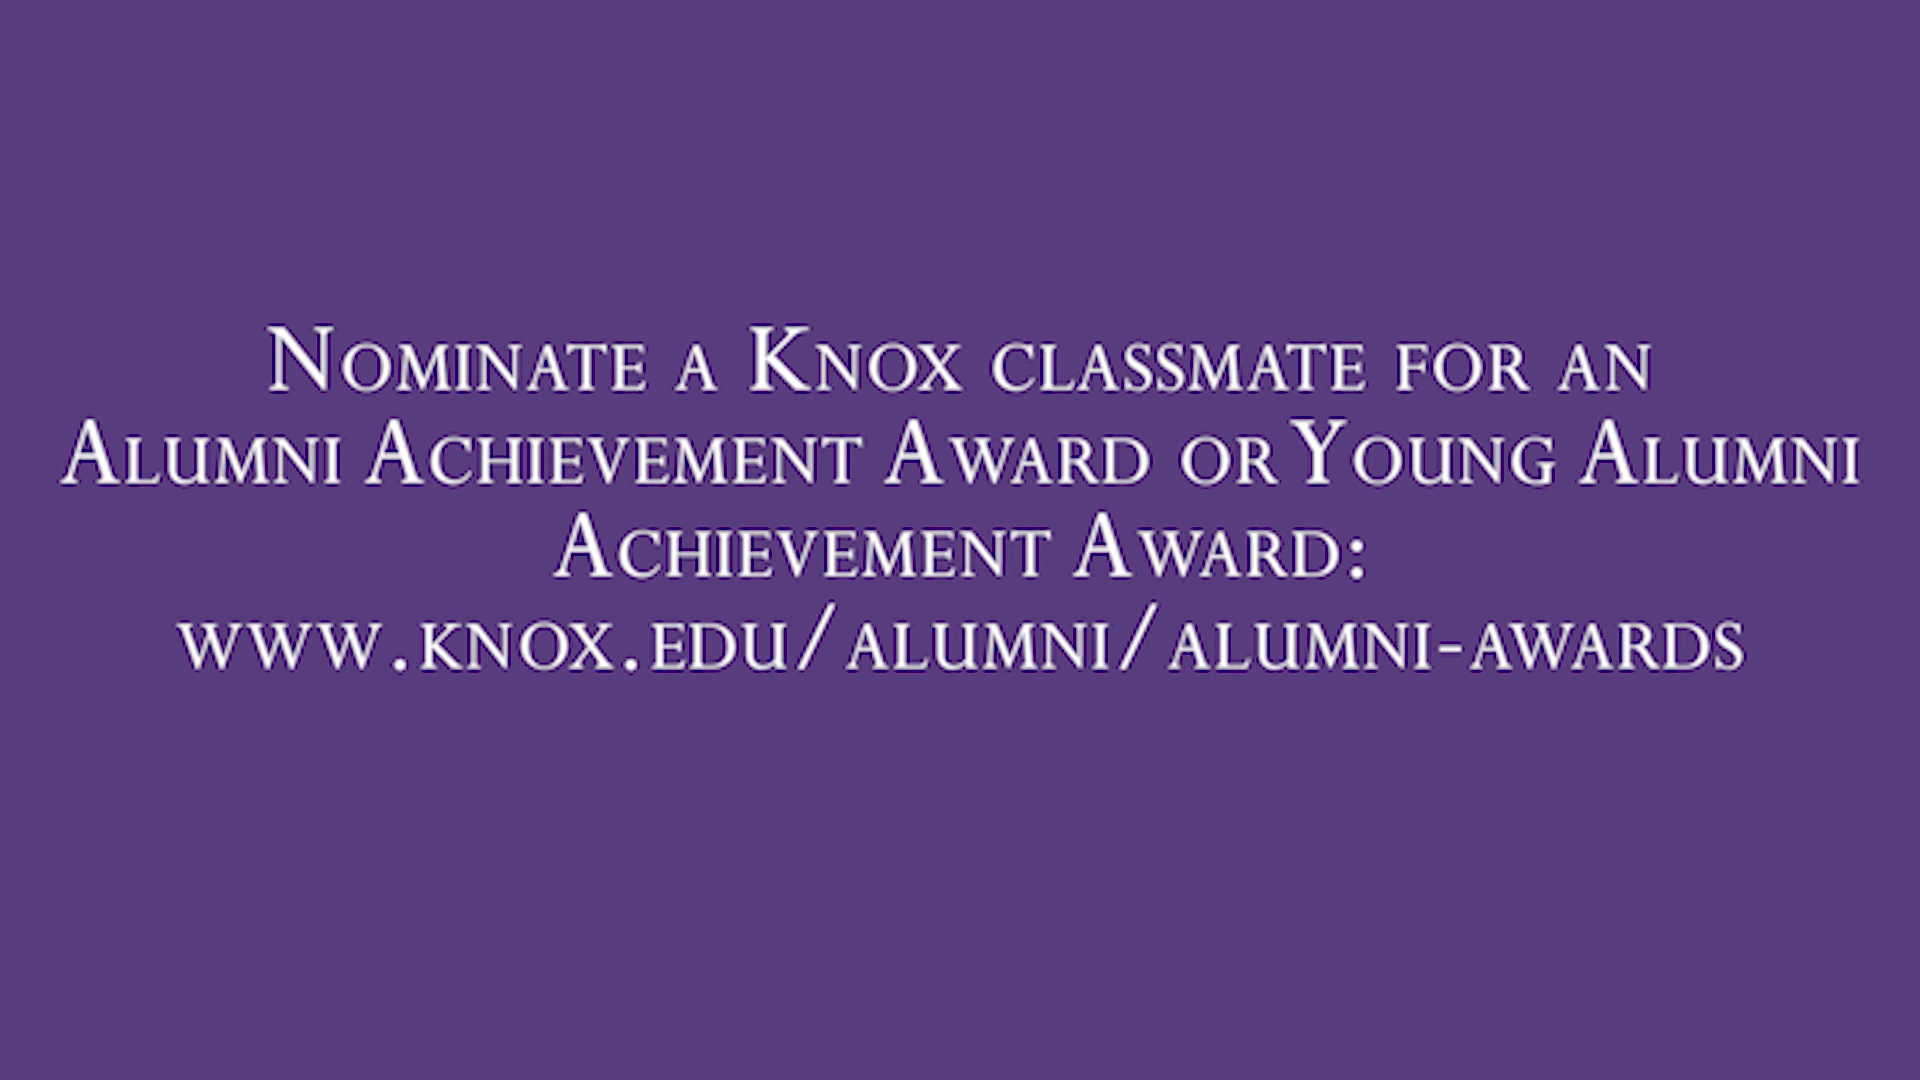 Nominate a Knox classmate for an
Alumni Achievement Award or Young Alumni
Achievement Award:
www.knox.edu/alumni/alumni-awards